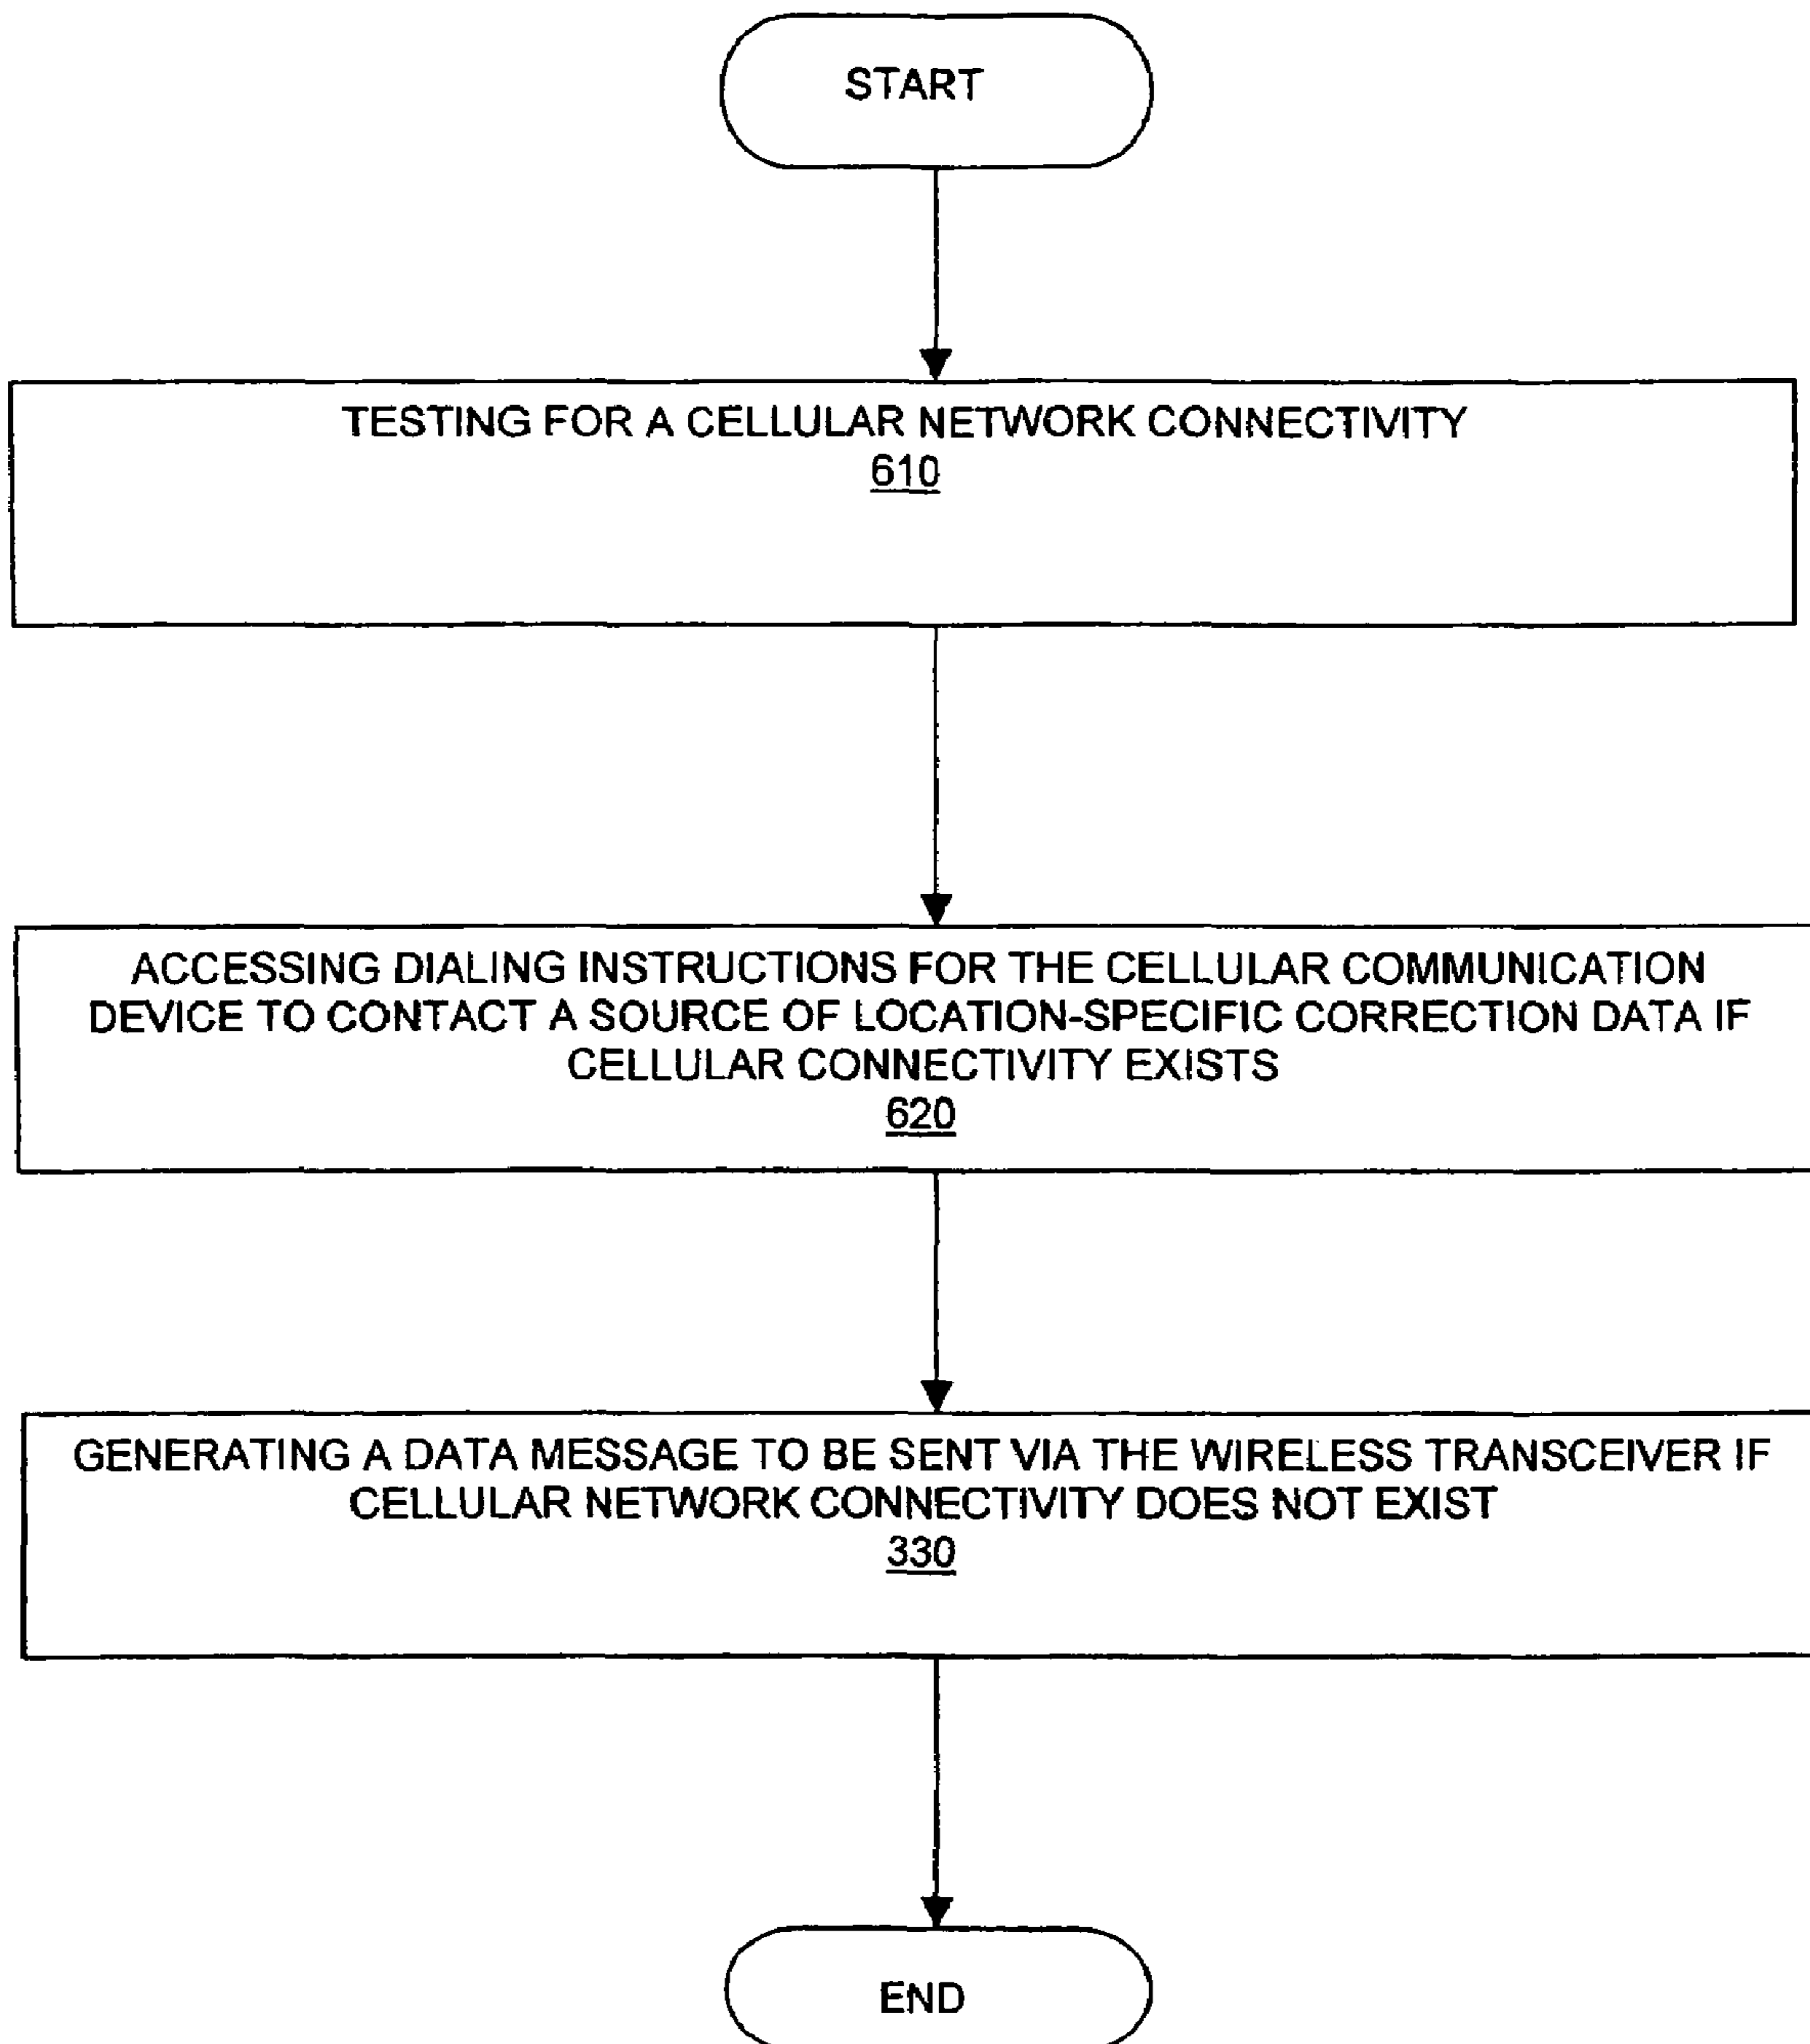 START
TESTING FOR A CELLULAR NETWORK CONNECTIVITY
610
ACCESSING DIALING INSTRUCTIONS FOR THE CELLULAR COMMUNICATION
DEVICE TO CONTACT A SOURCE OF LOCATION-SPECIFIC CORRECTION DATA IF
CELLULAR CONNECTIVITY EXISTS
620
GENERATING A DATA MESSAGE TO BE SENT VIA THE WIRELESS TRANSCEIVER IF
CELLULAR NETWORK CONNECTIVITY DOES NOT EXIST
330
END